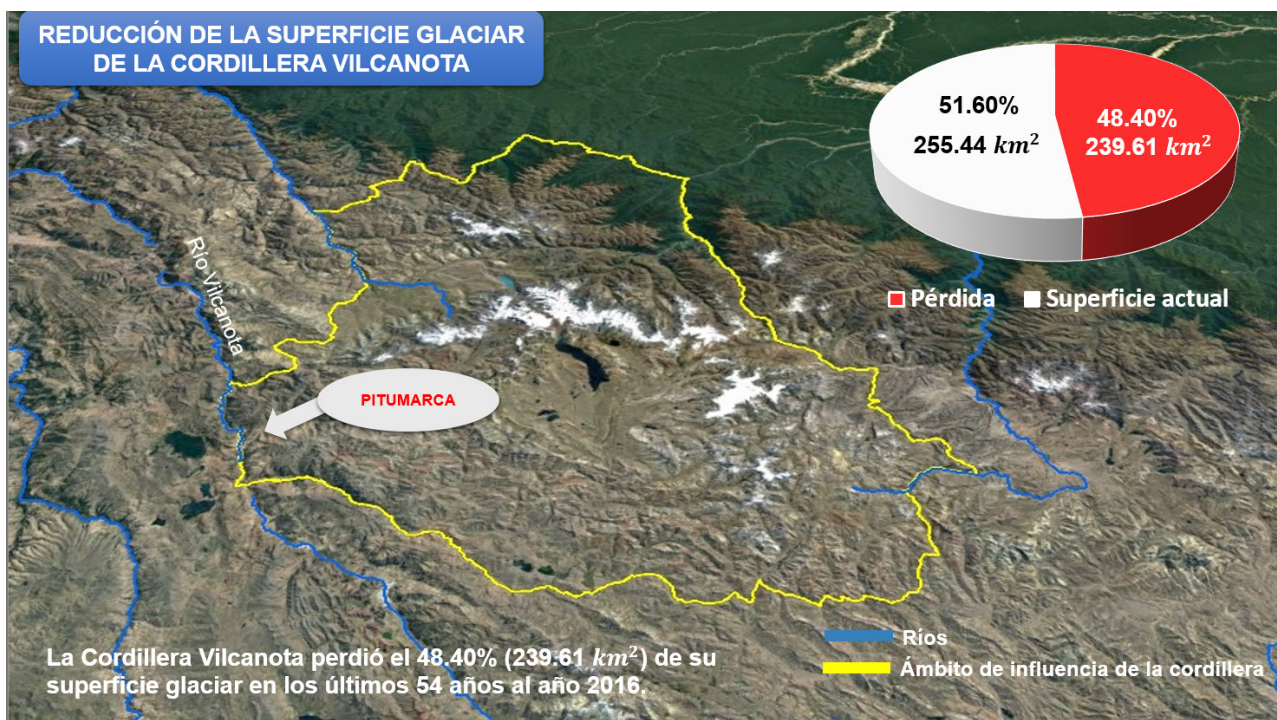 REDUCCIÓN DE LA SUPERFICIE GLACIAR
DE LA CORDILLERA VILCANOTA
51.60%
255.44 km²
48.40%
239.61 km²
Pérdida
Superficie actual
Río Vilcanota
PITUMARCA
Ríos
Ámbito de influencia de la cordillera
La Cordillera Vilcanota perdió el 48.40% (239.61 km²) de su
superficie glaciar en los últimos 54 años al año 2016.